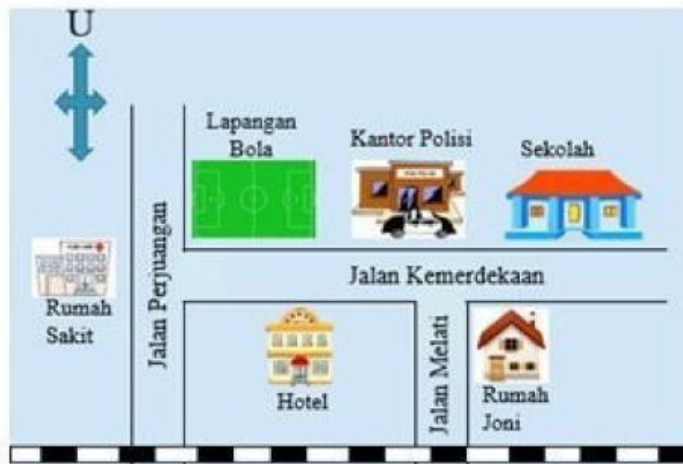 U
Lapangan
Bola
Kantor Polisi
Sekolah
Jalan Perjuangan
Jalan Kemerdekaan
Rumah
Sakit
Hotel
Jalan Melati
Rumah
Joni